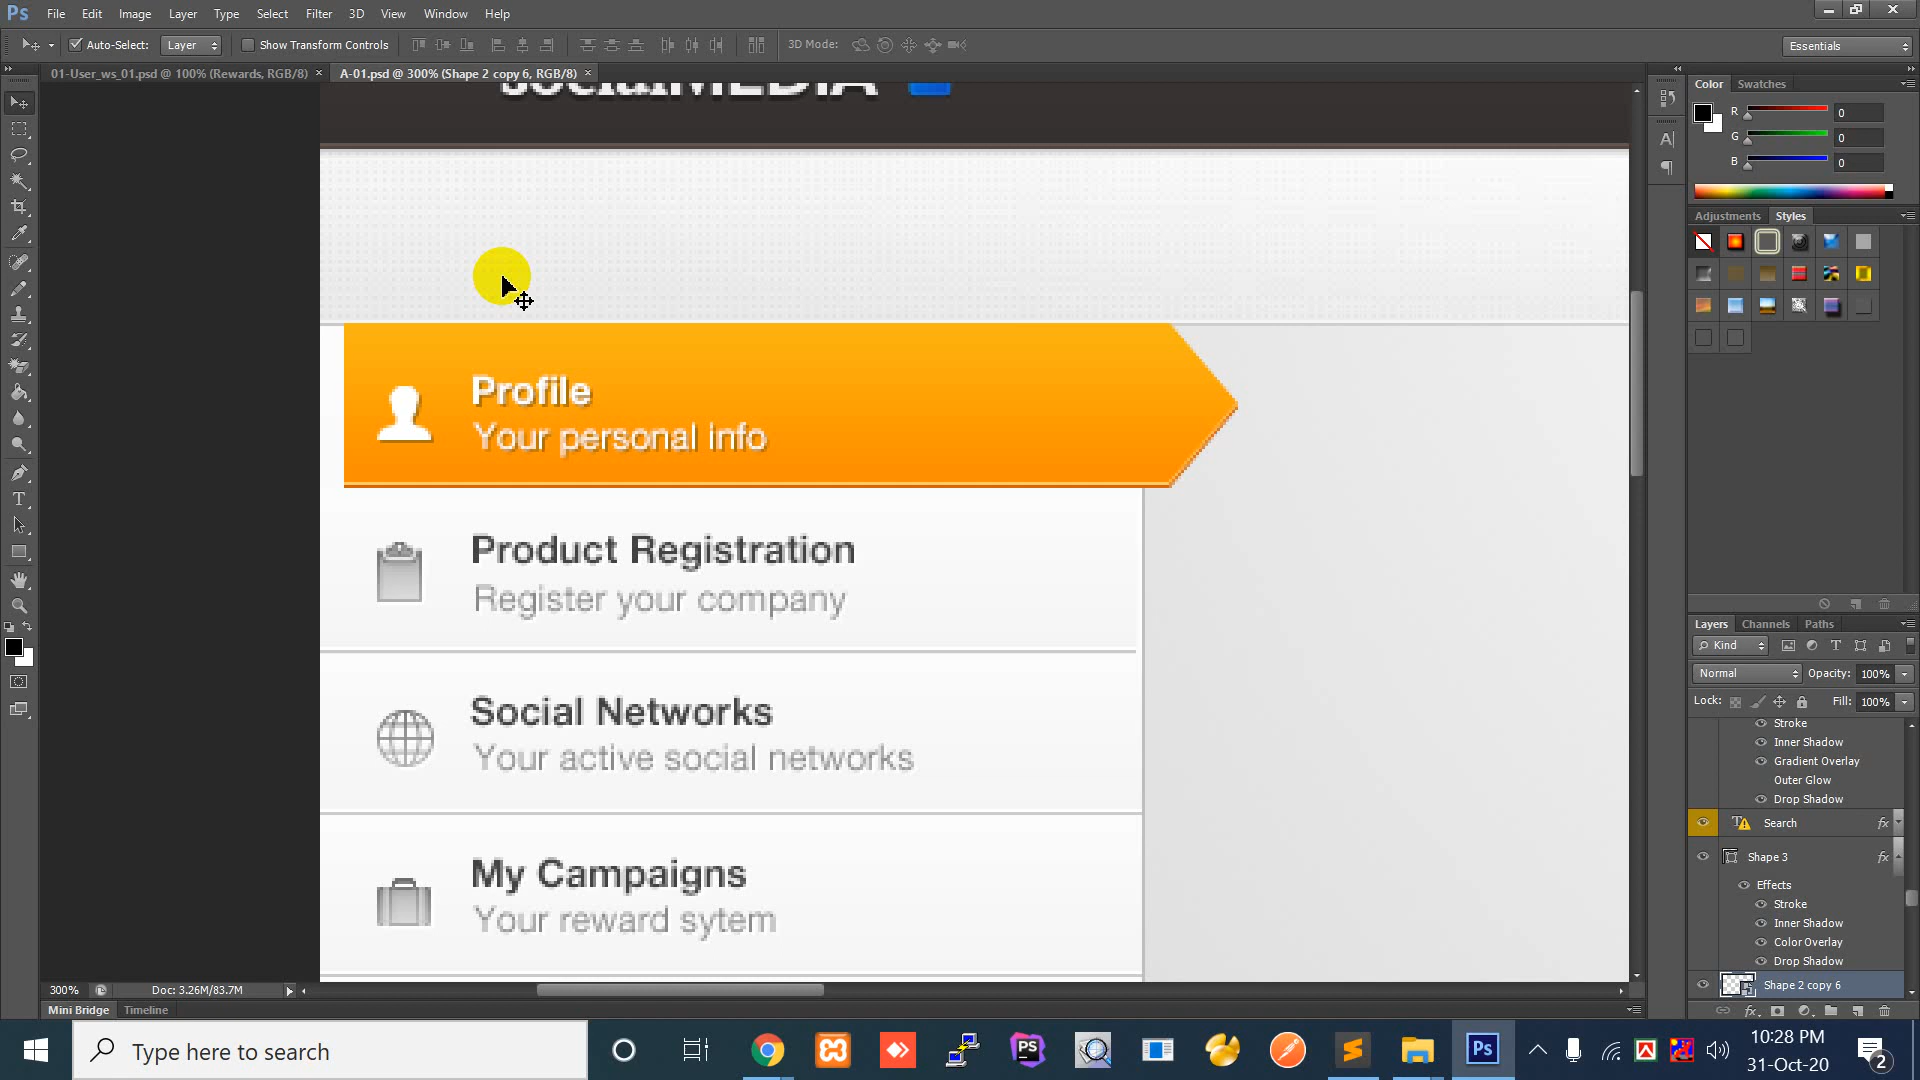 Ps File Edit Image Layer Type Select Filter 3D View Window Help
Auto-Select: Layer Show Transform Controls 3D Mode: Essentials
01-User_ws_01.psd @ 100% (Rewards, RGB/8) × A-01.psd @ 300% (Shape 2 copy 6, RGB/8) ×
socialMEDIA
Color Swatches
R 0
G 0
B 0
Adjustments Styles
Profile
Your personal info
Product Registration
Register your company
Social Networks
Your active social networks
My Campaigns
Your reward sytem
Layers Channels Paths
Kind
Normal Opacity: 100%
Lock: Fill: 100%
Stroke
Inner Shadow
Gradient Overlay
Outer Glow
Drop Shadow
Search fx
Shape 3 fx
Effects
Stroke
Inner Shadow
Color Overlay
Drop Shadow
Shape 2 copy 6
300% Doc: 3.26M/83.7M
Mini Bridge Timeline
Type here to search
PS
Ps
10:28 PM
31-Oct-20
2